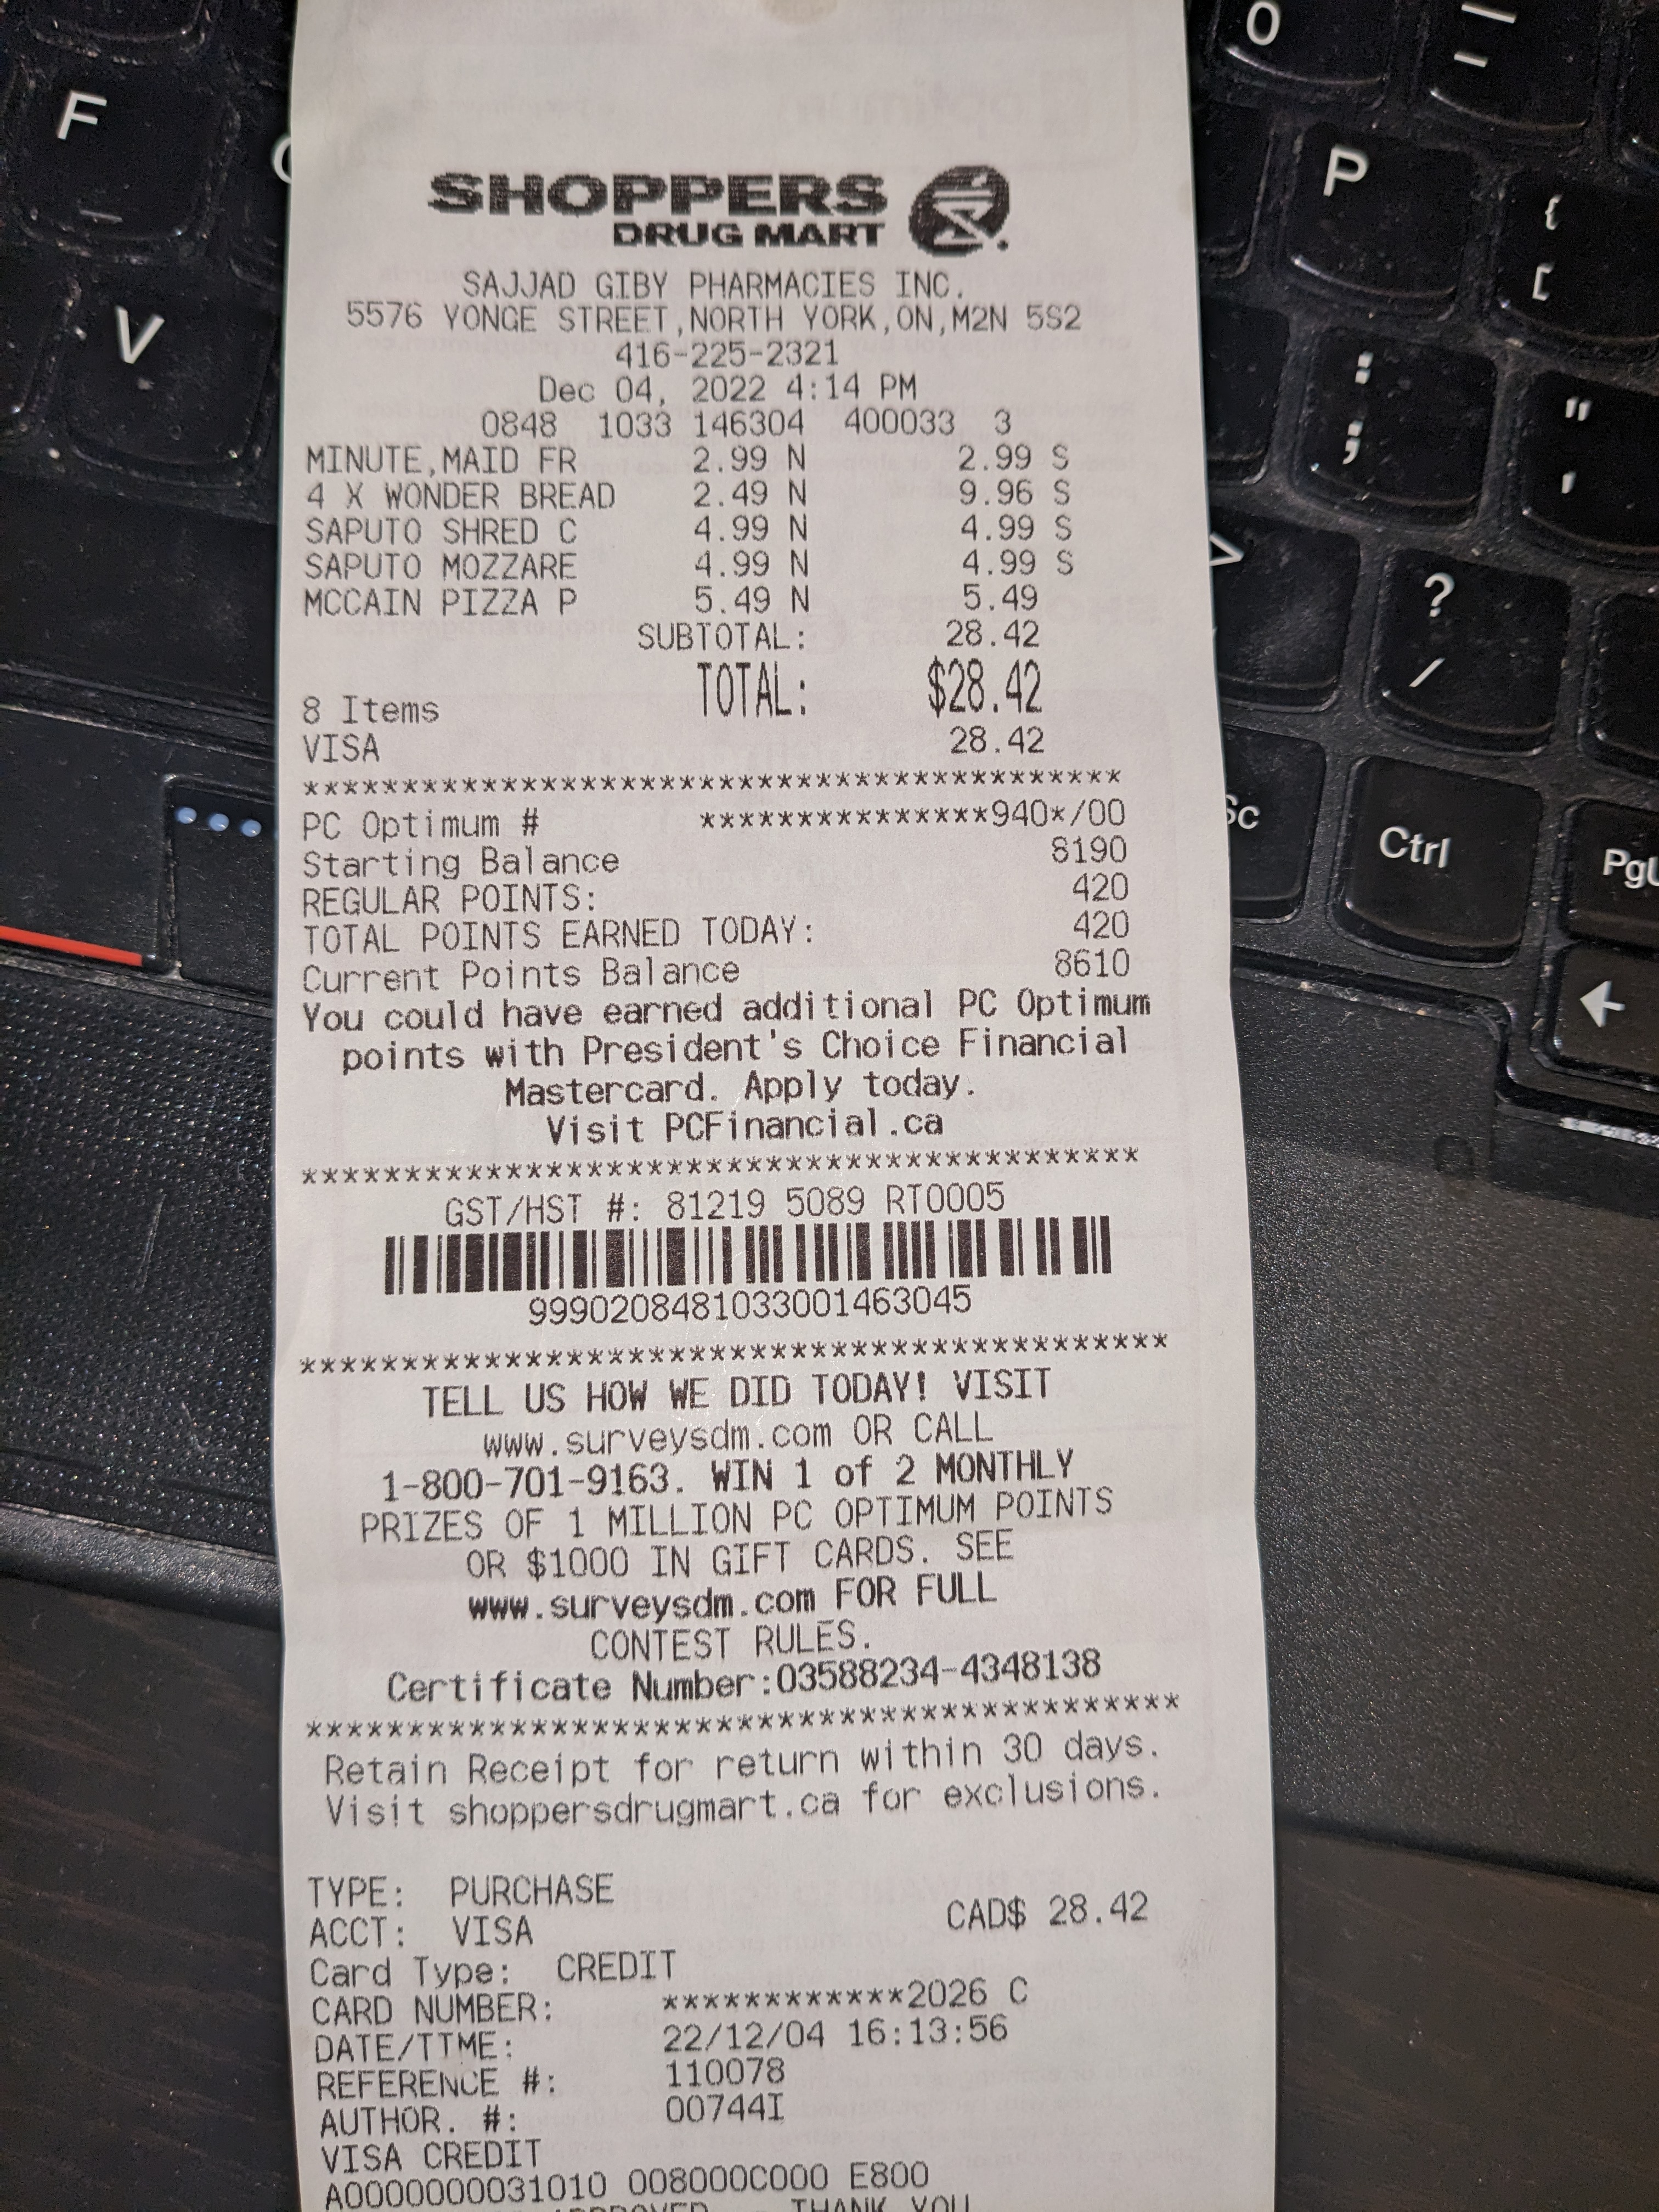 SHOPPERS
DRUG MART
SAJJAD GIBY PHARMACIES INC.
5576 YONGE STREET,NORTH YORK,ON,M2N 5S2
416-225-2321
Dec 04, 2022 4:14 PM
0848 1033 146304 400033 3
MINUTE,MAID FR 2.99 N 2.99 S
4 X WONDER BREAD 2.49 N 9.96 S
SAPUTO SHRED C 4.99 N 4.99 S
SAPUTO MOZZARE 4.99 N 4.99 S
MCCAIN PIZZA P 5.49 N 5.49
SUBTOTAL: 28.42
8 Items TOTAL: $28.42
VISA 28.42
*****************************************
PC Optimum # **************940*/00
Starting Balance 8190
REGULAR POINTS: 420
TOTAL POINTS EARNED TODAY: 420
Current Points Balance 8610
You could have earned additional PC Optimum
points with President's Choice Financial
Mastercard. Apply today.
Visit PCFinancial.ca
*****************************************
GST/HST #: 81219 5089 RT0005
9990208481033001463045
*****************************************
TELL US HOW WE DID TODAY! VISIT
www.surveysdm.com OR CALL
1-800-701-9163. WIN 1 of 2 MONTHLY
PRIZES OF 1 MILLION PC OPTIMUM POINTS
OR $1000 IN GIFT CARDS. SEE
www.surveysdm.com FOR FULL
CONTEST RULES.
Certificate Number:03588234-4348138
*****************************************
Retain Receipt for return within 30 days.
Visit shoppersdrugmart.ca for exclusions.
TYPE: PURCHASE
ACCT: VISA CAD$ 28.42
Card Type: CREDIT
CARD NUMBER: ************2026 C
DATE/TIME: 22/12/04 16:13:56
REFERENCE #: 110078
AUTHOR. #: 00744I
VISA CREDIT
A0000000031010 008000C000 E800
APPROVED - THANK YOU
F
V
O
P
{
[
:
;
"
'
?
/
Ctrl